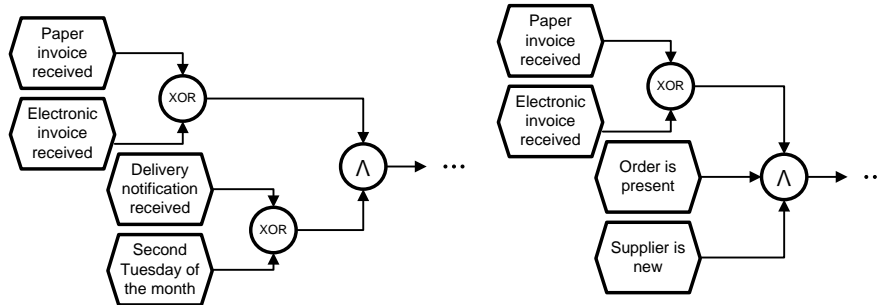 Paper
invoice
received
XOR
Electronic
invoice
received
Delivery
notification
received
XOR
Second
Tuesday of
the month
Λ
...
Paper
invoice
received
XOR
Electronic
invoice
received
Order is
present
Λ
..
Supplier is
new